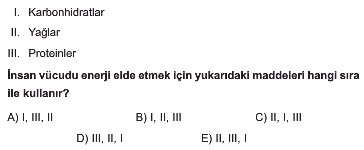 I. Karbonhidratlar
II. Yağlar
III. Proteinler
İnsan vücudu enerji elde etmek için yukarıdaki maddeleri hangi sıra
ile kullanır?
A) I, III, II B) I, II, III C) II, I, III
D) III, II, I E) II, III, I